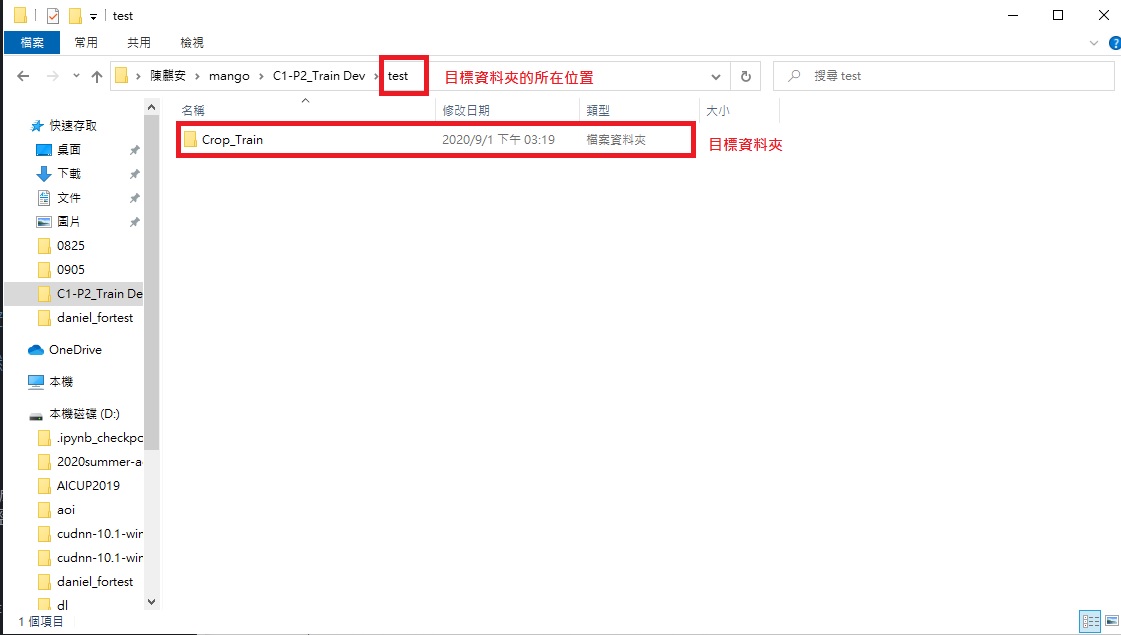 test
檔案 常用 共用 檢視
陳麒安 mango C1-P2_Train Dev test 目標資料夾的所在位置 搜尋 test
名稱 修改日期 類型 大小
Crop_Train 2020/9/1 下午 03:19 檔案資料夾 目標資料夾
快速存取
桌面
下載
文件
圖片
0825
0905
C1-P2_Train De
daniel_fortest
OneDrive
本機
本機磁碟 (D:)
.ipynb_checkpc
2020summer-a
AICUP2019
aoi
cudnn-10.1-wir
cudnn-10.1-wir
daniel_fortest
dl
1 個項目